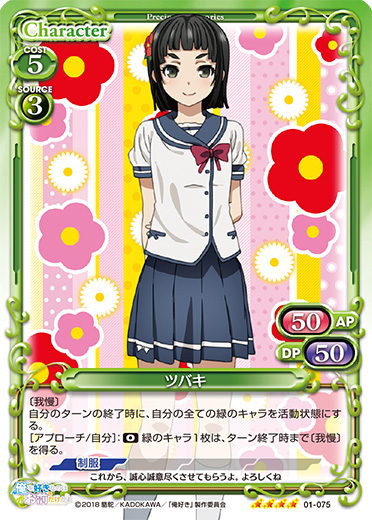 Precious Memories
Character
COST
5
SOURCE
3
50 AP
DP 50
ツバキ
[我慢]
自分のターンの終了時に、自分の全ての緑のキャラを活動状態にす
る。
[アプローチ/自分]:緑のキャラ1枚は、ターン終了時まで[我慢]
を得る。
制服
これから、誠心誠意尽くさせてもらうよ。よろしくね
©2018 駱駝/KADOKAWA/「俺好き」製作委員会
01-075